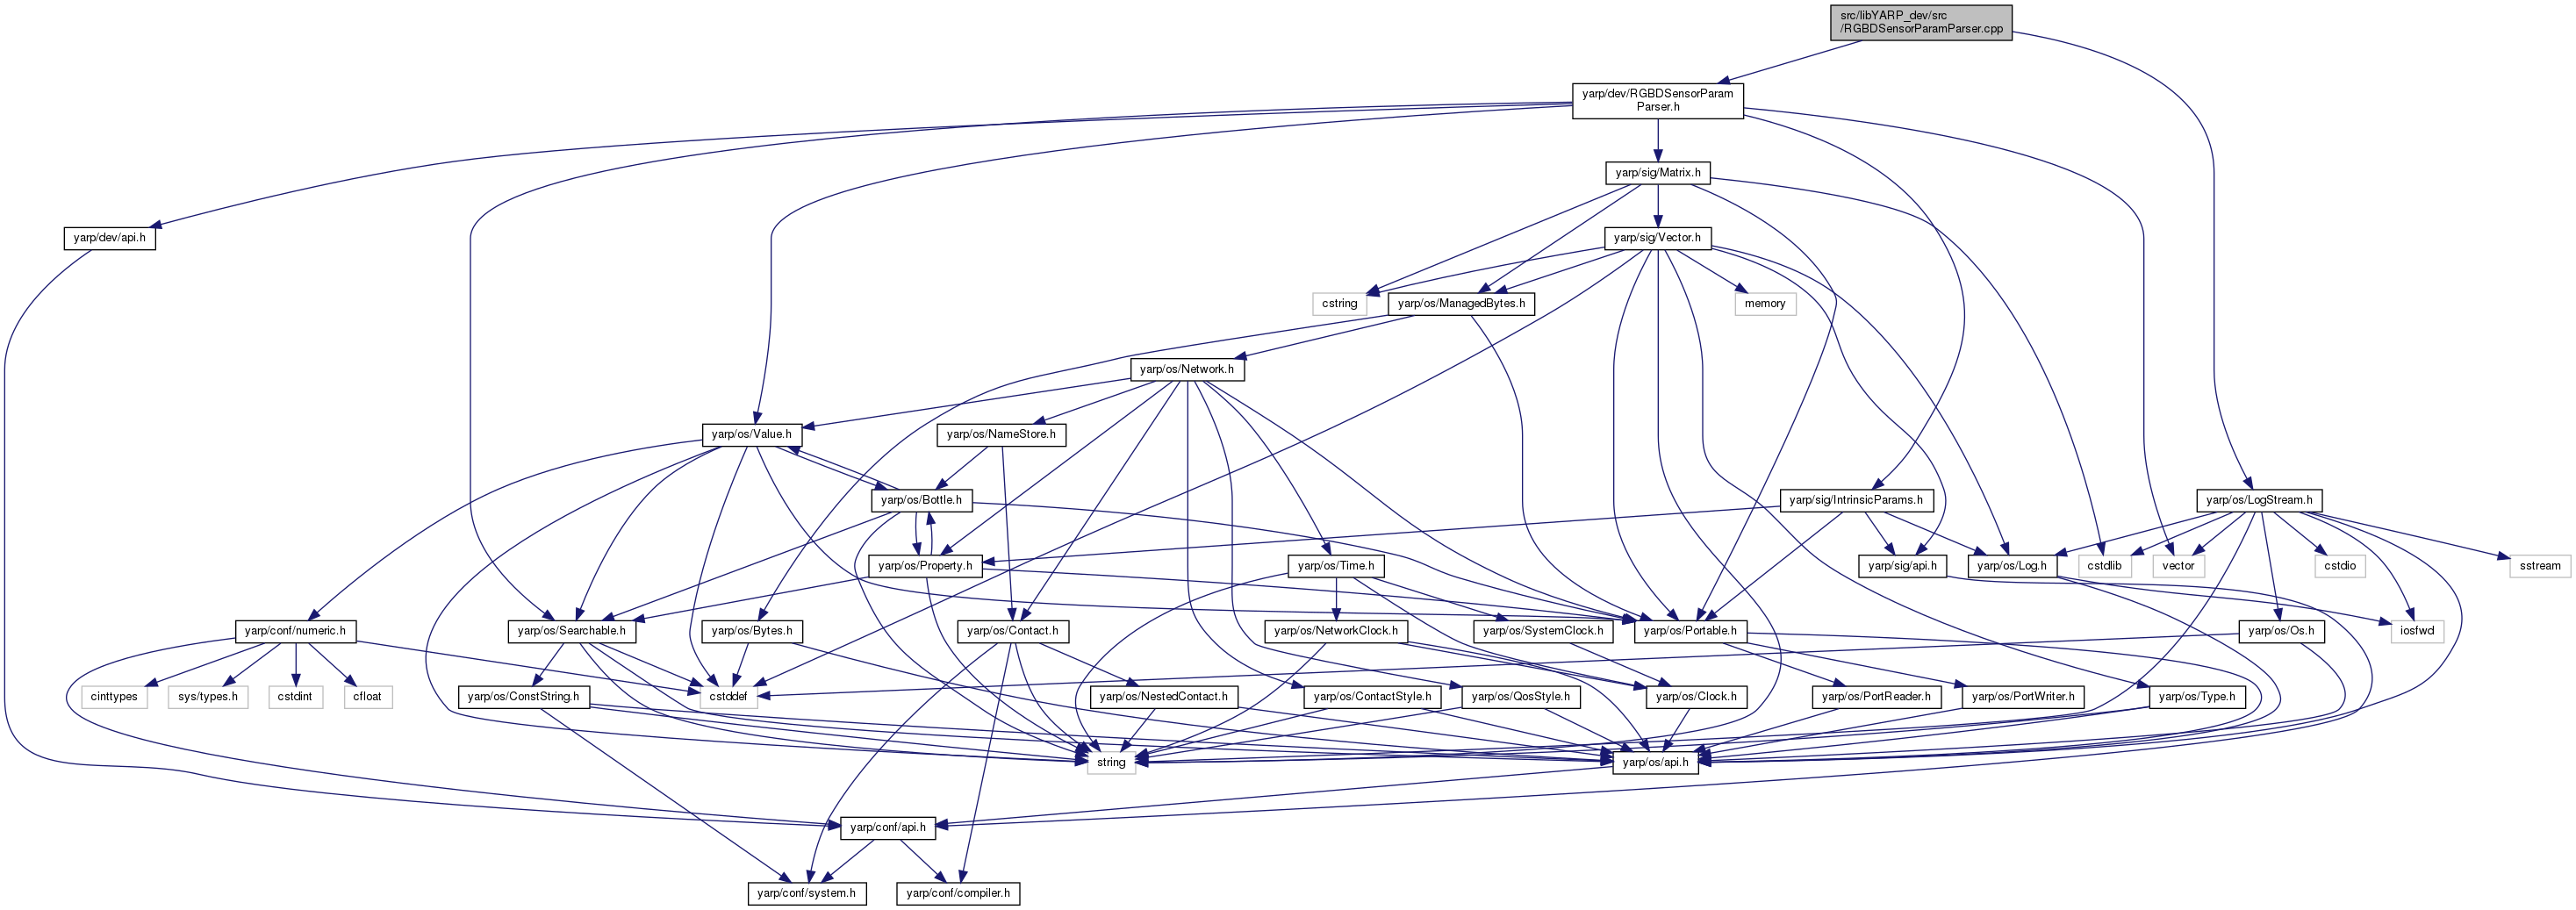 src/libYARP_dev/src
/RGBDSensorParamParser.cpp
yarp/dev/RGBDSensorParam
Parser.h
yarp/sig/Matrix.h
yarp/dev/api.h
yarp/sig/Vector.h
cstring
yarp/os/ManagedBytes.h
memory
yarp/os/Network.h
yarp/os/Value.h
yarp/os/NameStore.h
yarp/os/Bottle.h
yarp/sig/IntrinsicParams.h
yarp/os/LogStream.h
yarp/os/Property.h
yarp/os/Time.h
yarp/sig/api.h
yarp/os/Log.h
cstdlib
vector
cstdio
sstream
yarp/conf/numeric.h
yarp/os/Searchable.h
yarp/os/Bytes.h
yarp/os/Contact.h
yarp/os/NetworkClock.h
yarp/os/SystemClock.h
yarp/os/Portable.h
yarp/os/Os.h
iosfwd
cinttypes
sys/types.h
cstdint
cfloat
yarp/os/ConstString.h
cstddef
yarp/os/NestedContact.h
yarp/os/ContactStyle.h
yarp/os/QosStyle.h
yarp/os/Clock.h
yarp/os/PortReader.h
yarp/os/PortWriter.h
yarp/os/Type.h
string
yarp/os/api.h
yarp/conf/api.h
yarp/conf/system.h
yarp/conf/compiler.h